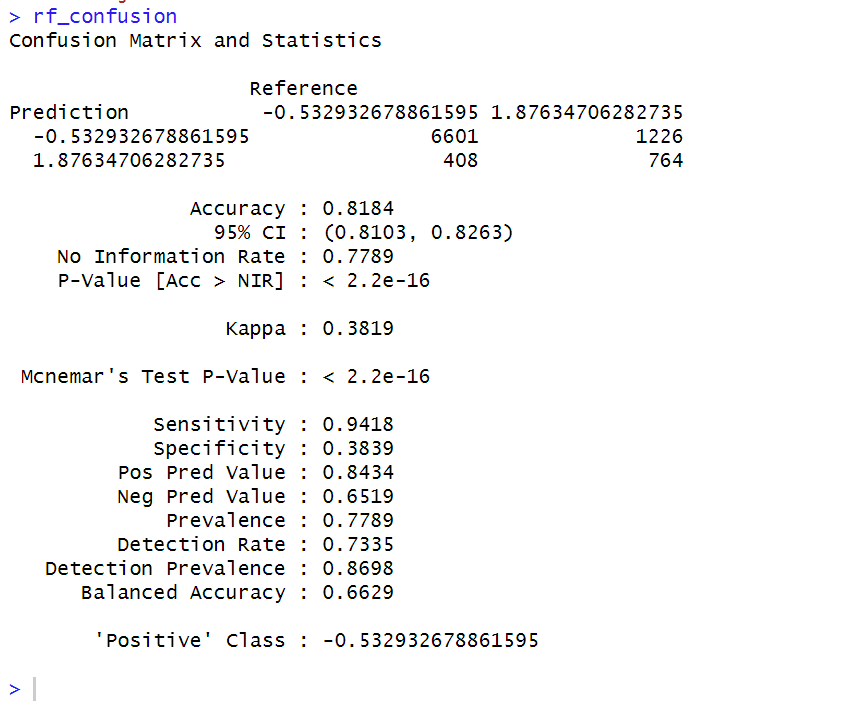 > rf_confusion
Confusion Matrix and Statistics
Reference
Prediction -0.532932678861595 1.87634706282735
-0.532932678861595 6601 1226
1.87634706282735 408 764
Accuracy : 0.8184
95% CI : (0.8103, 0.8263)
No Information Rate : 0.7789
P-Value [Acc > NIR] : < 2.2e-16
Kappa : 0.3819
Mcnemar's Test P-Value : < 2.2e-16
Sensitivity : 0.9418
Specificity : 0.3839
Pos Pred Value : 0.8434
Neg Pred Value : 0.6519
Prevalence : 0.7789
Detection Rate : 0.7335
Detection Prevalence : 0.8698
Balanced Accuracy : 0.6629
'Positive' Class : -0.532932678861595
>